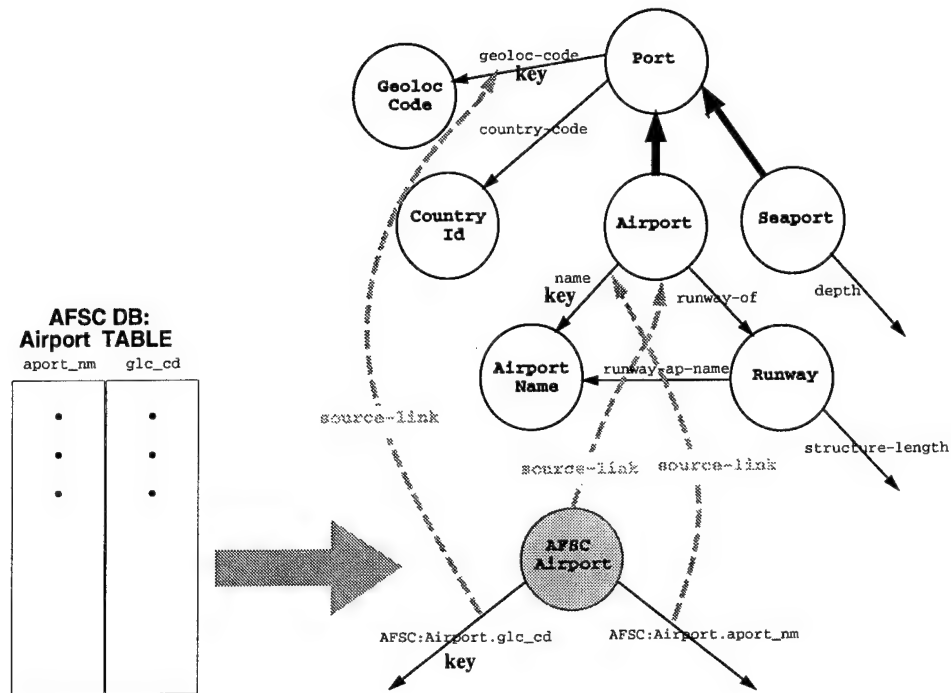 geoloc-code
key
Port
Geoloc
Code
country-code
Country
Id
Airport
Seaport
name
key
runway-of
depth
AFSC DB:
Airport TABLE
aport_nm
glc_cd
Airport
Name
runway-ap-name
Runway
source-link
structure-length
source-link
source-link
AFSC
Airport
AFSC:Airport.glc_cd
key
AFSC:Airport.aport_nm